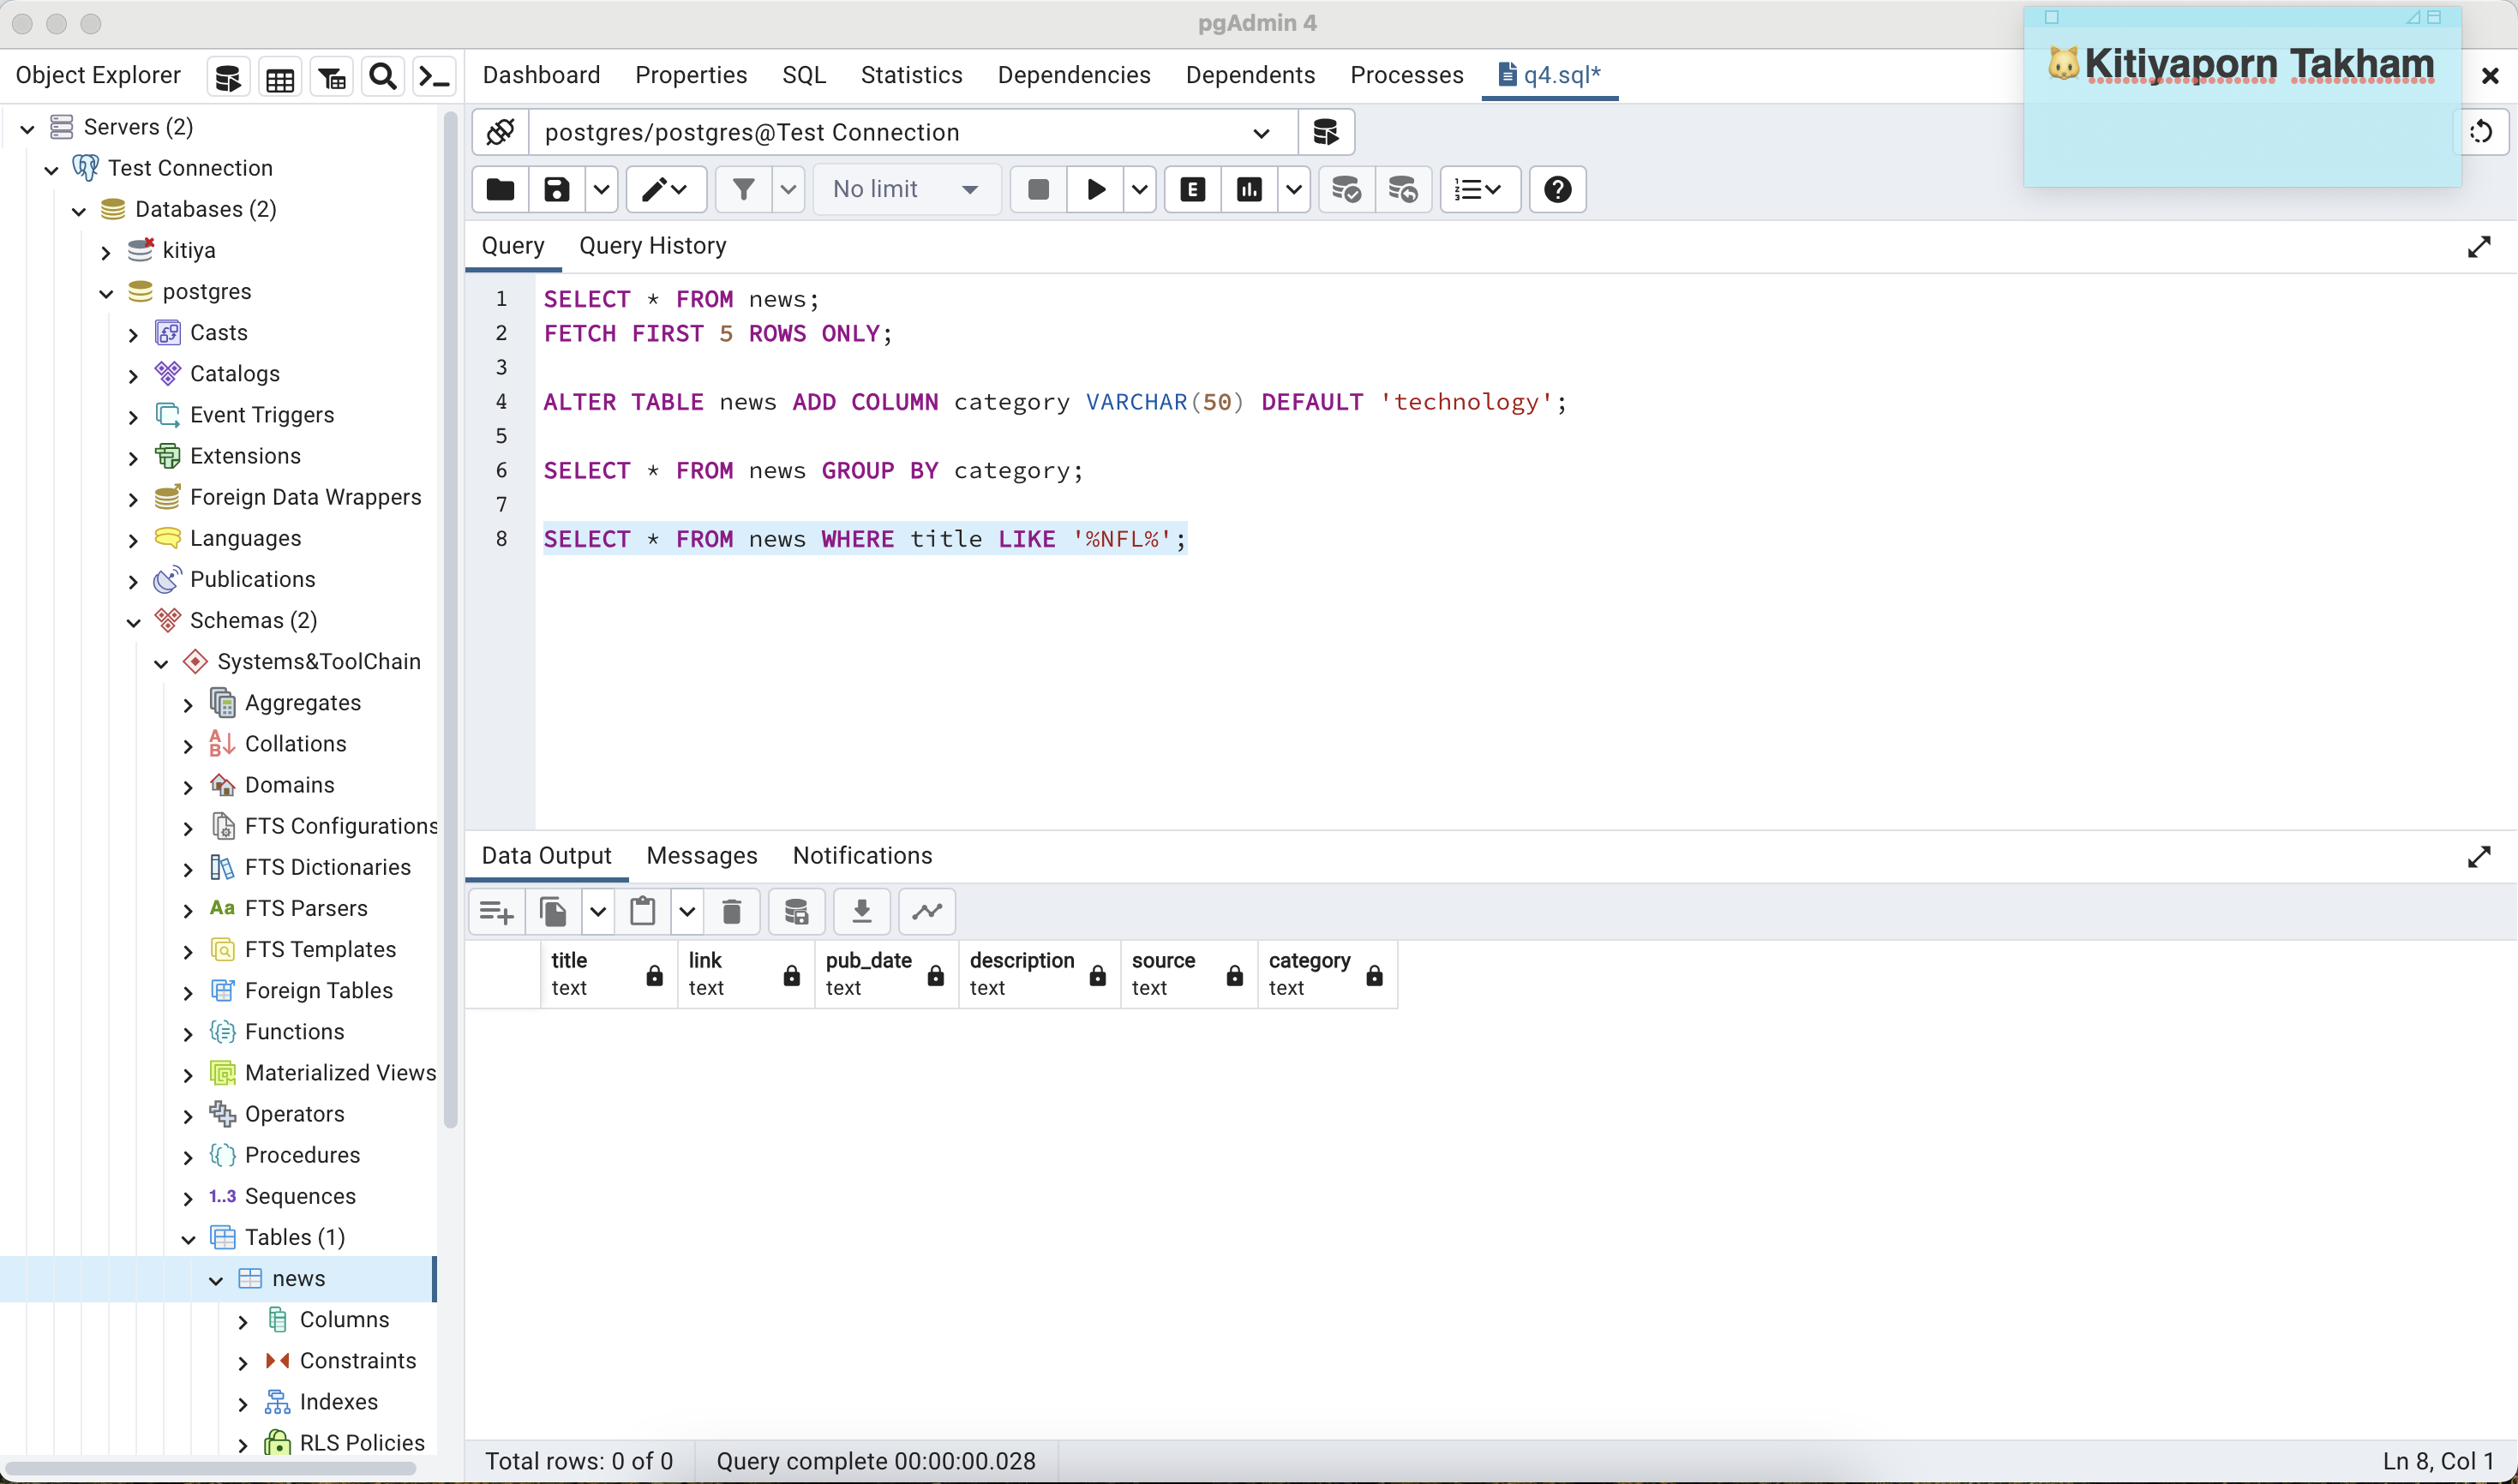 pgAdmin 4
🐱Kitiyaporn Takham
Object Explorer
Dashboard Properties SQL Statistics Dependencies Dependents Processes q4.sql*
Servers (2)
Test Connection
Databases (2)
kitiya
postgres
Casts
Catalogs
Event Triggers
Extensions
Foreign Data Wrappers
Languages
Publications
Schemas (2)
Systems&ToolChain
Aggregates
Collations
Domains
FTS Configurations
FTS Dictionaries
Aa FTS Parsers
FTS Templates
Foreign Tables
Functions
Materialized Views
Operators
Procedures
1..3 Sequences
Tables (1)
news
Columns
Constraints
Indexes
RLS Policies
postgres/postgres@Test Connection
No limit
E
Query Query History
1 SELECT * FROM news;
2 FETCH FIRST 5 ROWS ONLY;
3
4 ALTER TABLE news ADD COLUMN category VARCHAR(50) DEFAULT 'technology';
5
6 SELECT * FROM news GROUP BY category;
7
8 SELECT * FROM news WHERE title LIKE '%NFL%';
Data Output Messages Notifications
title link pub_date description source category
text text text text text text
Total rows: 0 of 0 Query complete 00:00:00.028 Ln 8, Col 1